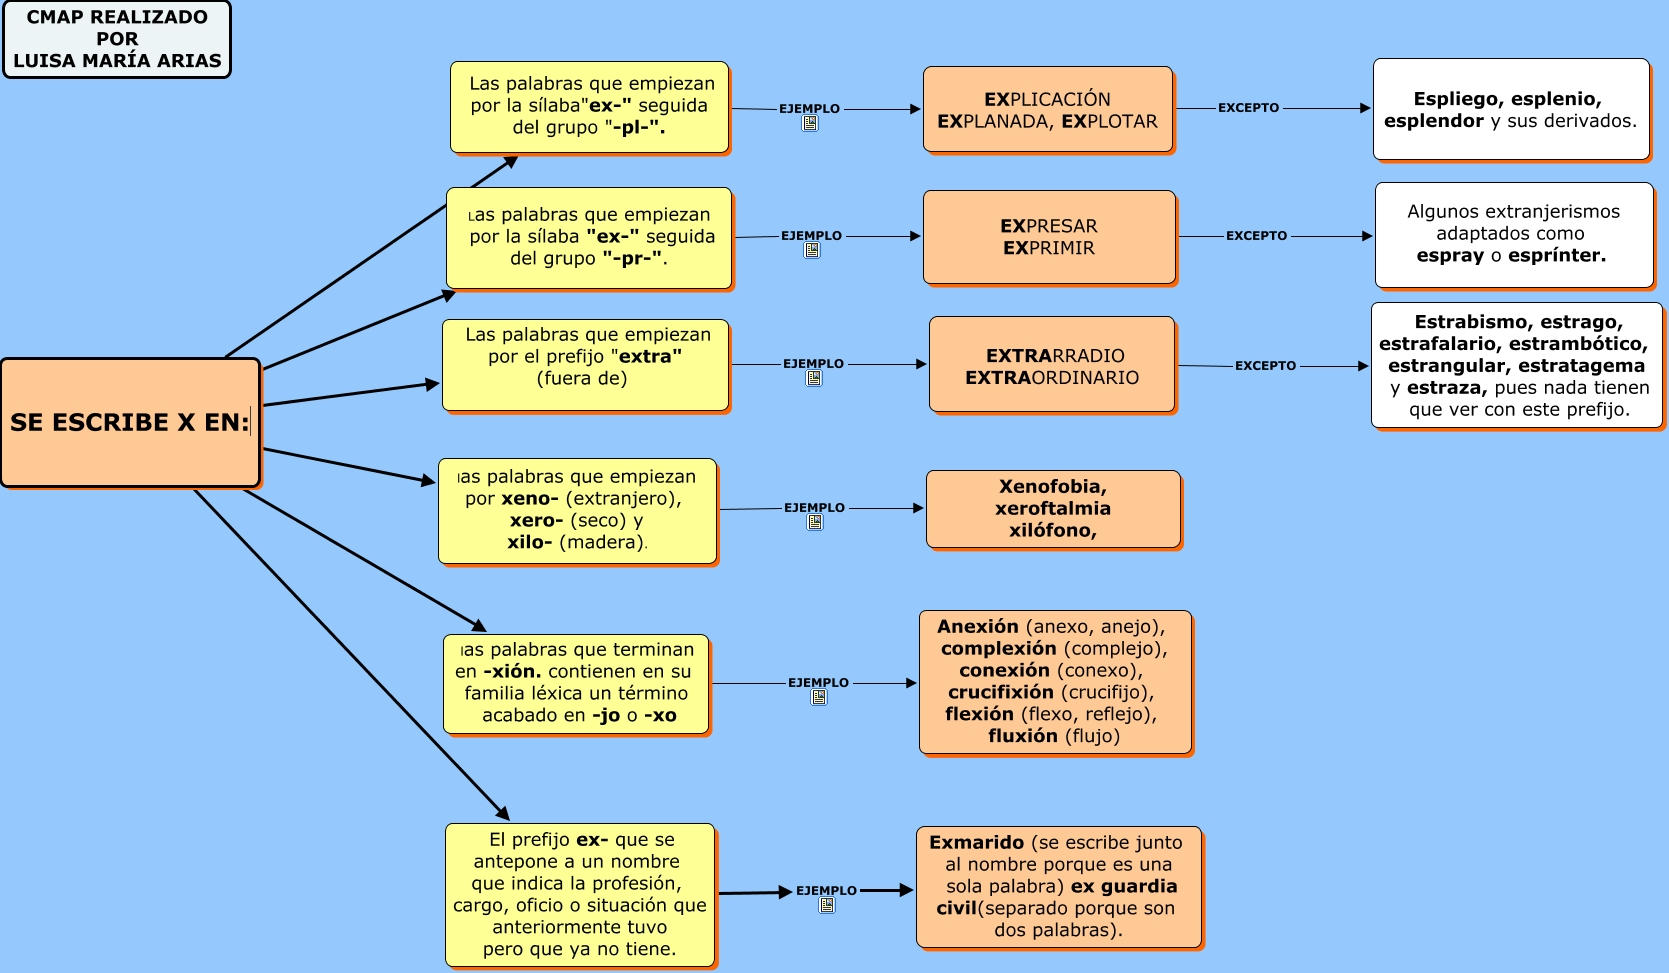 CMAP REALIZADO
POR
LUISA MARÍA ARIAS
SE ESCRIBE X EN:
Las palabras que empiezan
por la sílaba"ex-" seguida
del grupo "-pl-".
EJEMPLO
EXPLICACIÓN
EXPLANADA, EXPLOTAR
EXCEPTO
Espliego, esplenio,
esplendor y sus derivados.
Las palabras que empiezan
por la sílaba "ex-" seguida
del grupo "-pr-".
EJEMPLO
EXPRESAR
EXPRIMIR
EXCEPTO
Algunos extranjerismos
adaptados como
espray o esprínter.
Las palabras que empiezan
por el prefijo "extra"
(fuera de)
EJEMPLO
EXTRARRADIO
EXTRAORDINARIO
EXCEPTO
Estrabismo, estrago,
estrafalario, estrambótico,
estrangular, estratagema
y estraza, pues nada tienen
que ver con este prefijo.
las palabras que empiezan
por xeno- (extranjero),
xero- (seco) y
xilo- (madera).
EJEMPLO
Xenofobia,
xeroftalmia
xilófono,
las palabras que terminan
en -xión. contienen en su
familia léxica un término
acabado en -jo o -xo
EJEMPLO
Anexión (anexo, anejo),
complexión (complejo),
conexión (conexo),
crucifixión (crucifijo),
flexión (flexo, reflejo),
fluxión (flujo)
El prefijo ex- que se
antepone a un nombre
que indica la profesión,
cargo, oficio o situación que
anteriormente tuvo
pero que ya no tiene.
EJEMPLO
Exmarido (se escribe junto
al nombre porque es una
sola palabra) ex guardia
civil(separado porque son
dos palabras).